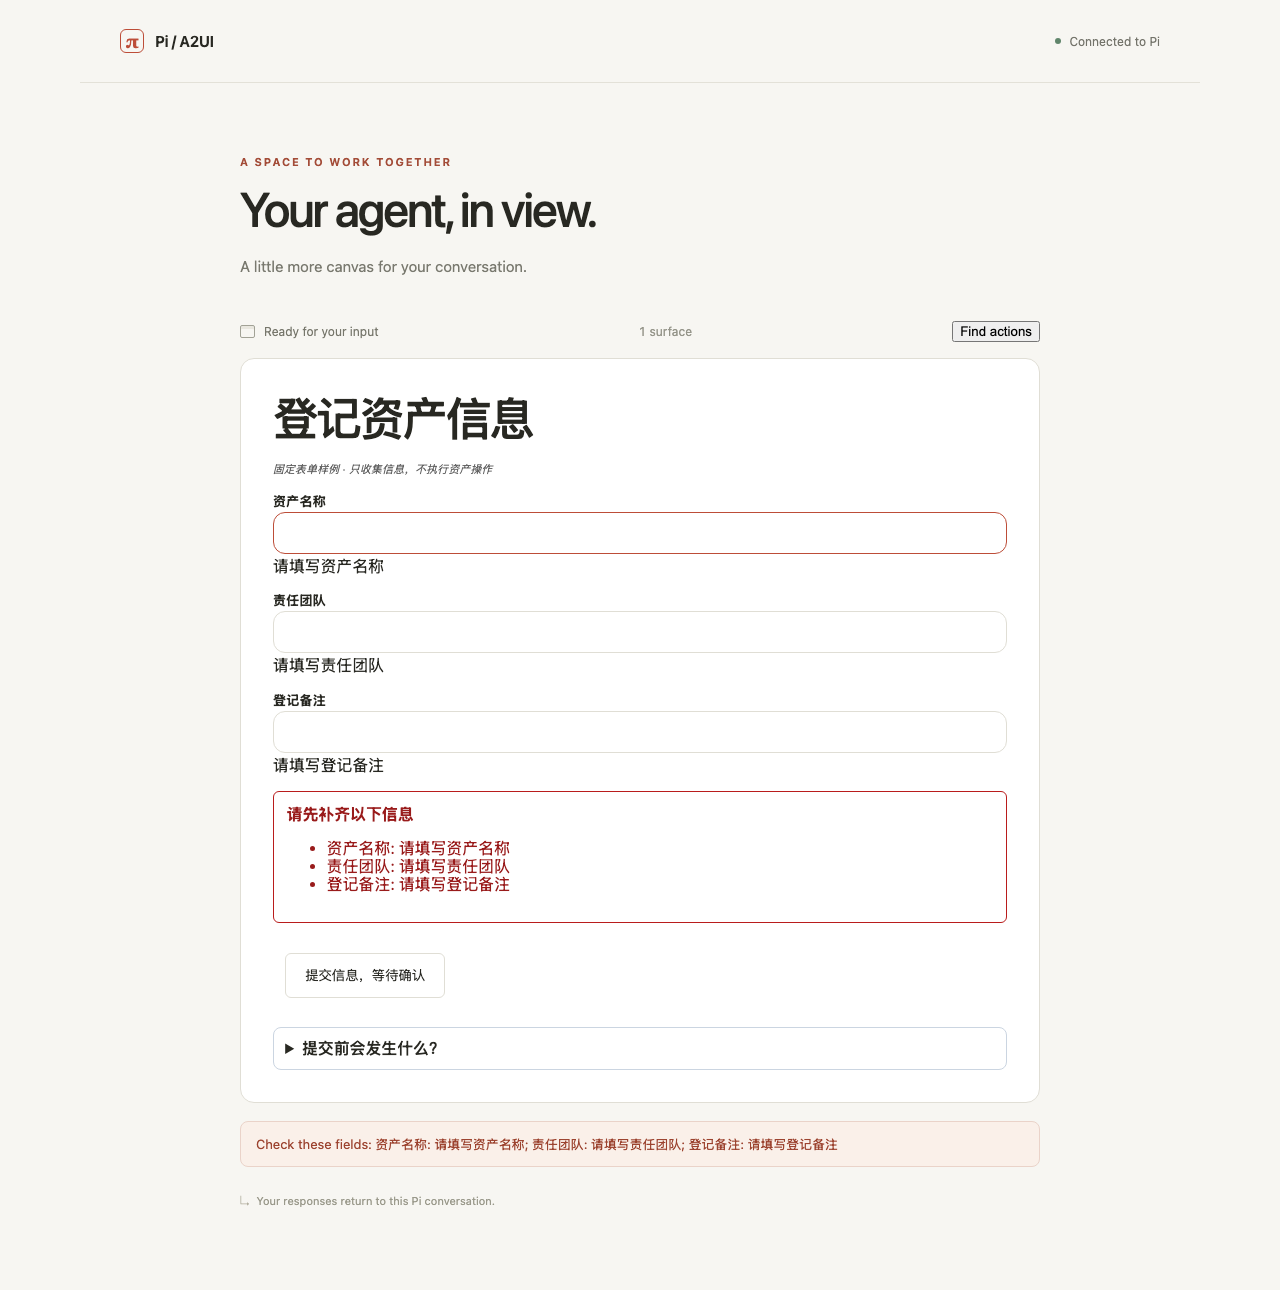 π Pi / A2UI
Connected to Pi
A SPACE TO WORK TOGETHER
Your agent, in view.
A little more canvas for your conversation.
Ready for your input
1 surface
Find actions
登记资产信息
固定表单样例 · 只收集信息，不执行资产操作
资产名称
请填写资产名称
责任团队
请填写责任团队
登记备注
请填写登记备注
请先补齐以下信息
资产名称: 请填写资产名称
责任团队: 请填写责任团队
登记备注: 请填写登记备注
提交信息，等待确认
提交前会发生什么？
Check these fields: 资产名称: 请填写资产名称; 责任团队: 请填写责任团队; 登记备注: 请填写登记备注
Your responses return to this Pi conversation.